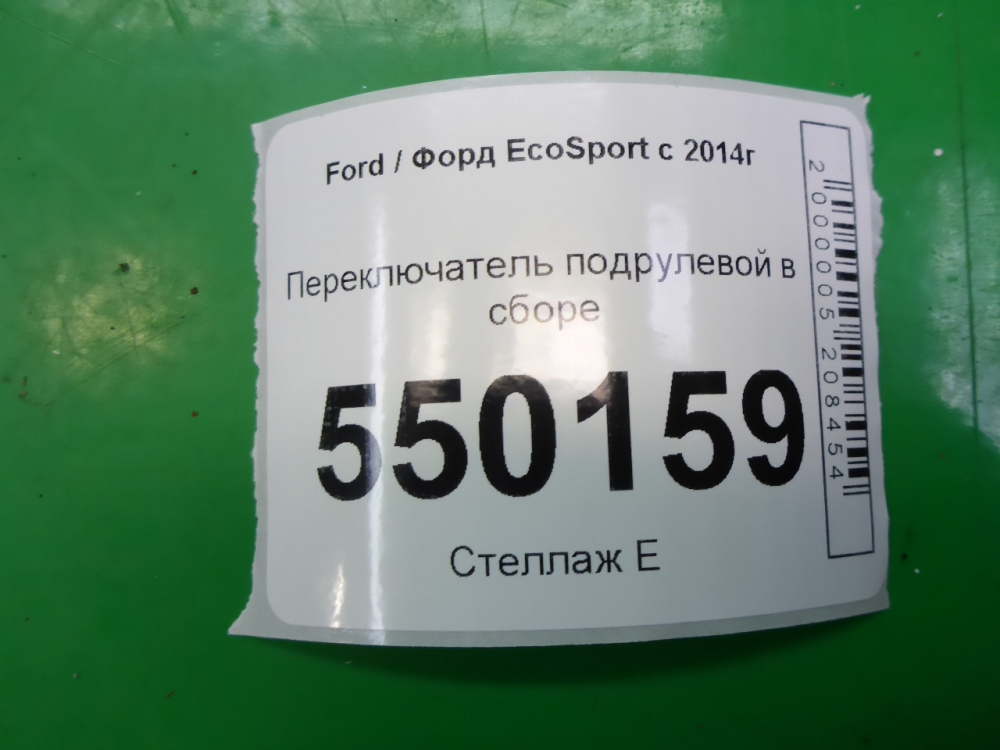 Ford / Форд EcoSport с 2014г
Переключатель подрулевой в
сборе
550159
Стеллаж Е
2000005208454